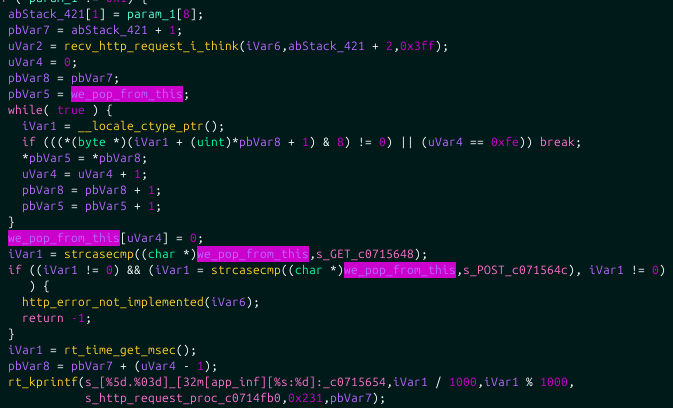 abStack_421[1] = param_1[8];
pbVar7 = abStack_421 + 1;
uVar2 = recv_http_request_i_think(iVar6,abStack_421 + 2,0x3ff);
uVar4 = 0;
pbVar8 = pbVar7;
pbVar5 = we_pop_from_this;
while( true ) {
iVar1 = __locale_ctype_ptr();
if (((*(byte *)(iVar1 + (uint)*pbVar8 + 1) & 8) != 0) || (uVar4 == 0xfe)) break;
*pbVar5 = *pbVar8;
uVar4 = uVar4 + 1;
pbVar8 = pbVar8 + 1;
pbVar5 = pbVar5 + 1;
}
we_pop_from_this[uVar4] = 0;
iVar1 = strcasecmp((char *)we_pop_from_this,s_GET_c0715648);
if ((iVar1 != 0) && (iVar1 = strcasecmp((char *)we_pop_from_this,s_POST_c071564c), iVar1 != 0)
) {
http_error_not_implemented(iVar6);
return -1;
}
iVar1 = rt_time_get_msec();
pbVar8 = pbVar7 + (uVar4 - 1);
rt_kprintf(s_[%5d.%03d]_[32m[app_inf][%s:%d]:_c0715654,iVar1 / 1000,iVar1 % 1000,
s_http_request_proc_c0714fb0,0x231,pbVar7);